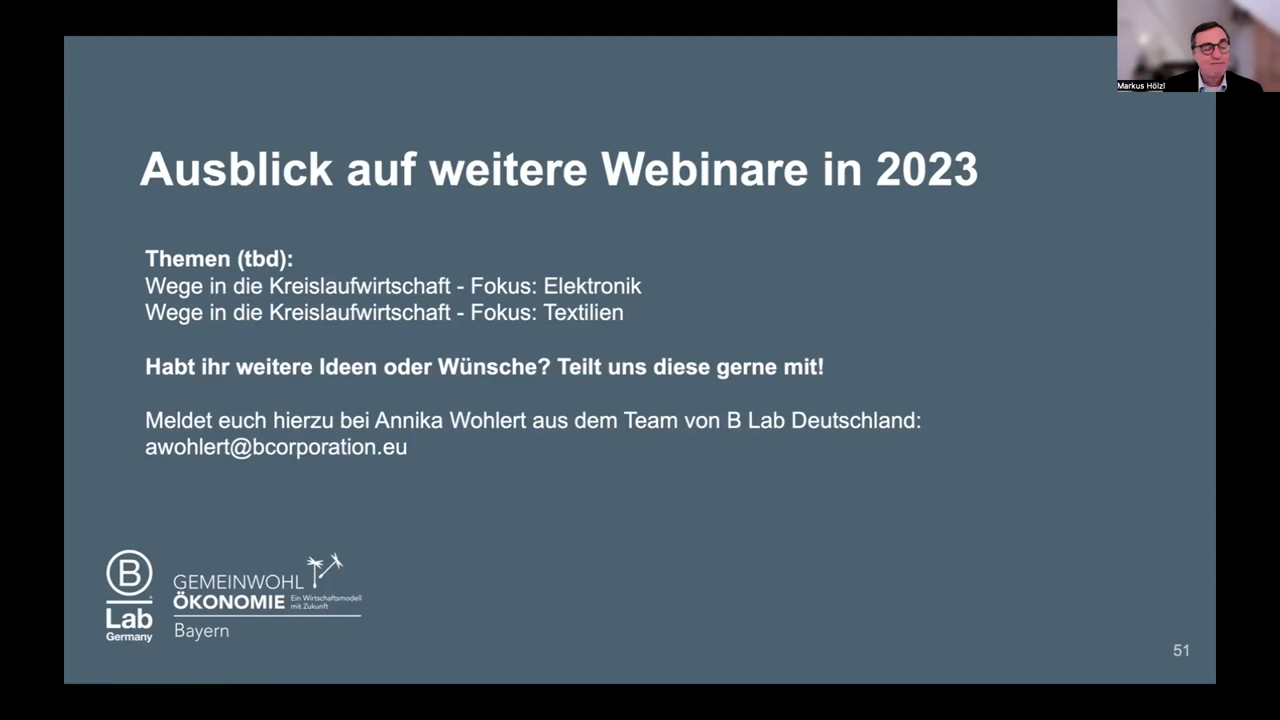 Markus Hölzl
Ausblick auf weitere Webinare in 2023
Themen (tbd):
Wege in die Kreislaufwirtschaft - Fokus: Elektronik
Wege in die Kreislaufwirtschaft - Fokus: Textilien
Habt ihr weitere Ideen oder Wünsche? Teilt uns diese gerne mit!
Meldet euch hierzu bei Annika Wohlert aus dem Team von B Lab Deutschland:
awohlert@bcorporation.eu
B
Lab
Germany
GEMEINWOHL
ÖKONOMIE
Ein Wirtschaftsmodell
mit Zukunft
Bayern
51